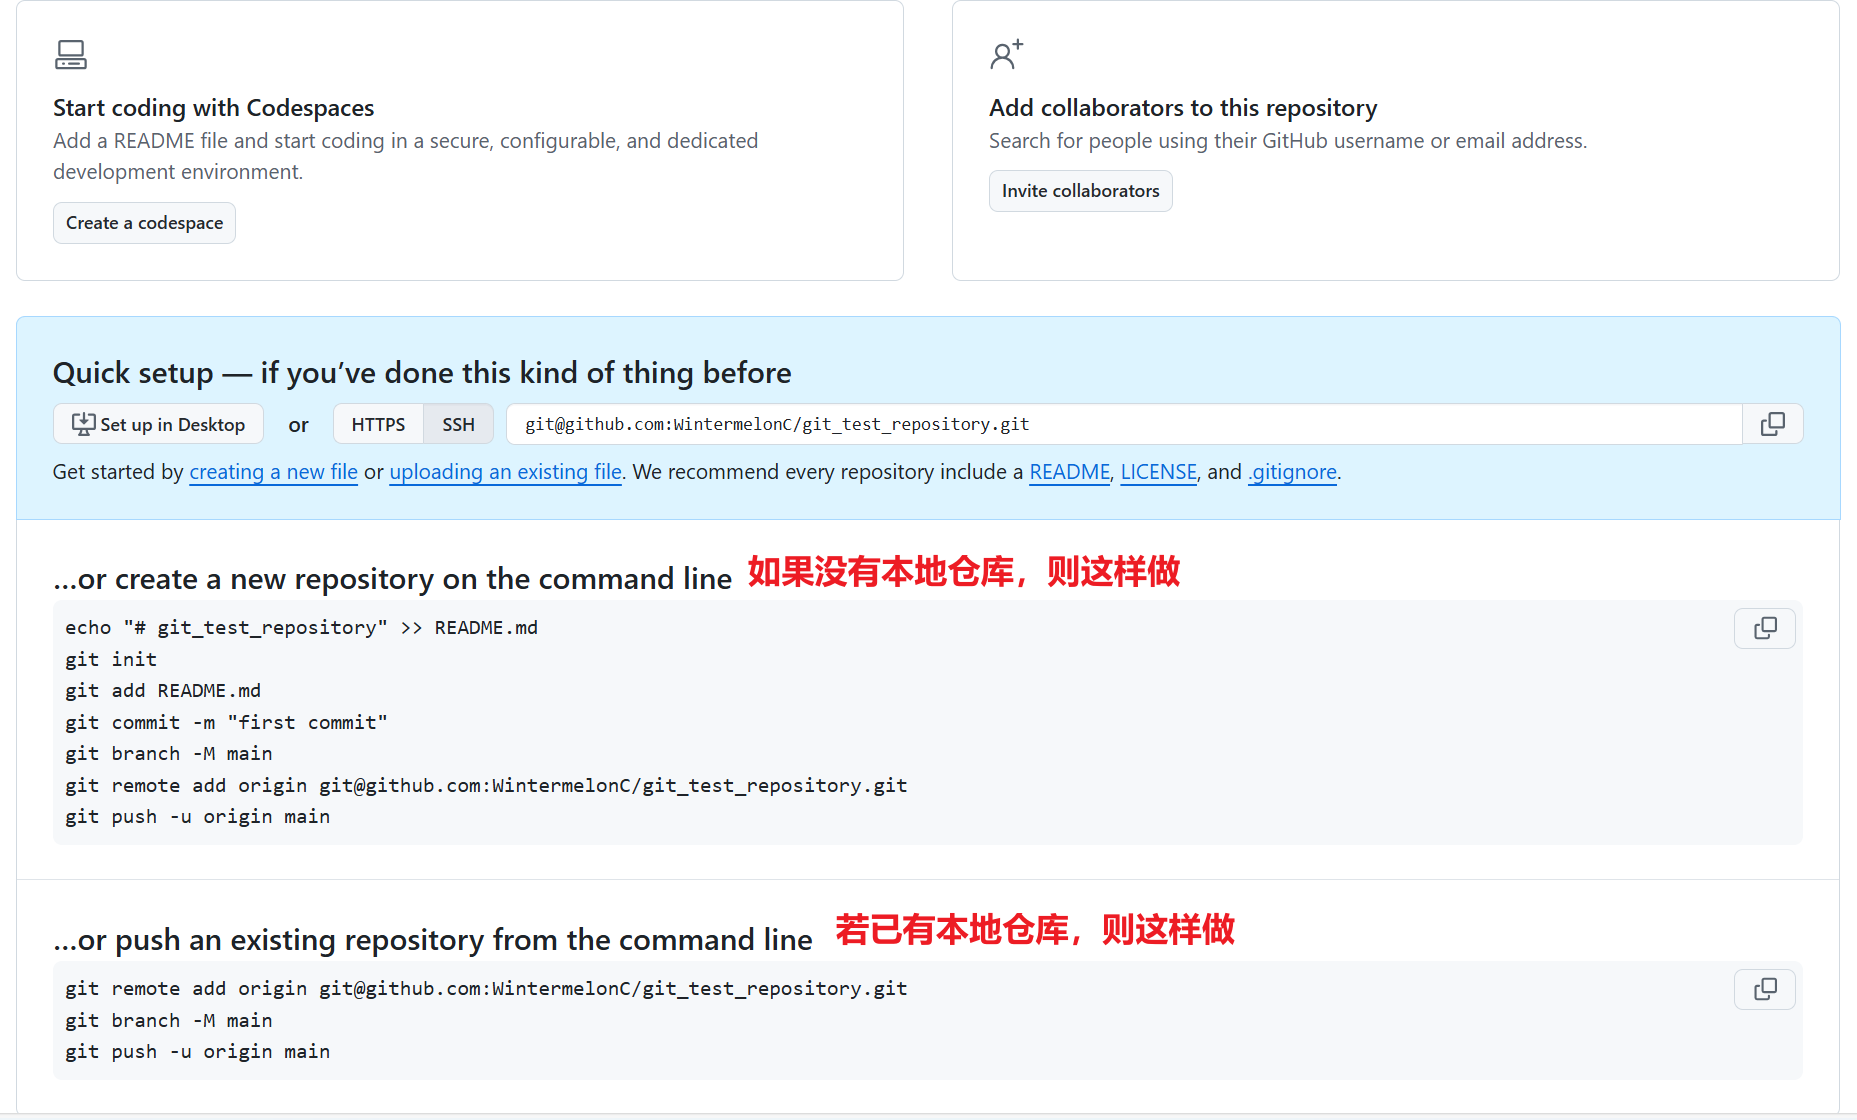 Start coding with Codespaces
Add a README file and start coding in a secure, configurable, and dedicated
development environment.
Create a codespace
Add collaborators to this repository
Search for people using their GitHub username or email address.
Invite collaborators
Quick setup — if you’ve done this kind of thing before
Set up in Desktop or HTTPS SSH git@github.com:WintermelonC/git_test_repository.git
Get started by creating a new file or uploading an existing file. We recommend every repository include a README, LICENSE, and .gitignore.
…or create a new repository on the command line 如果没有本地仓库，则这样做
echo "# git_test_repository" >> README.md
git init
git add README.md
git commit -m "first commit"
git branch -M main
git remote add origin git@github.com:WintermelonC/git_test_repository.git
git push -u origin main
…or push an existing repository from the command line 若已有本地仓库，则这样做
git remote add origin git@github.com:WintermelonC/git_test_repository.git
git branch -M main
git push -u origin main